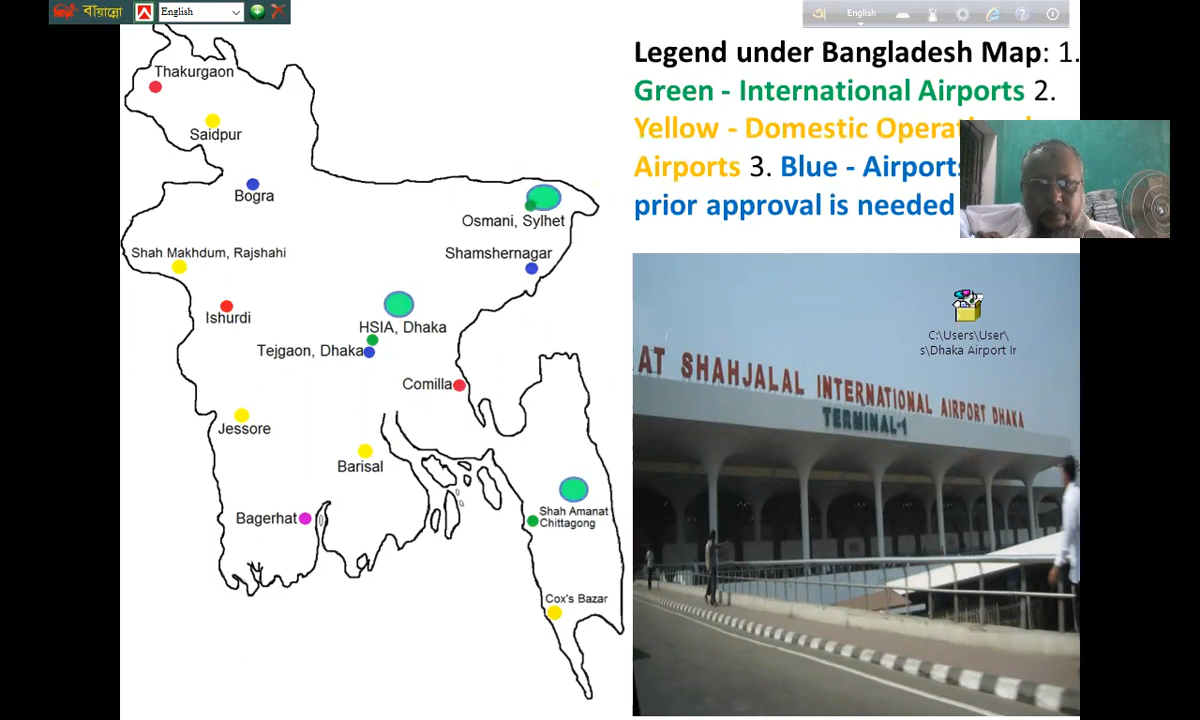 বায়ান্নো
English
অ
English
Legend under Bangladesh Map: 1.
Green - International Airports 2.
Yellow - Domestic
Airports 3. Blue - Airports
prior approval is needed
Thakurgaon
Saidpur
Bogra
Osmani, Sylhet
Shah Makhdum, Rajshahi
Shamshernagar
Ishurdi
HSIA, Dhaka
Tejgaon, Dhaka
Comilla
Jessore
Barisal
Bagerhat
Shah Amanat
Chittagong
Cox's Bazar
C:\Users\User\
s\Dhaka Airport Ir
AT SHAHJALAL INTERNATIONAL AIRPORT DHAKA
TERMINAL-1